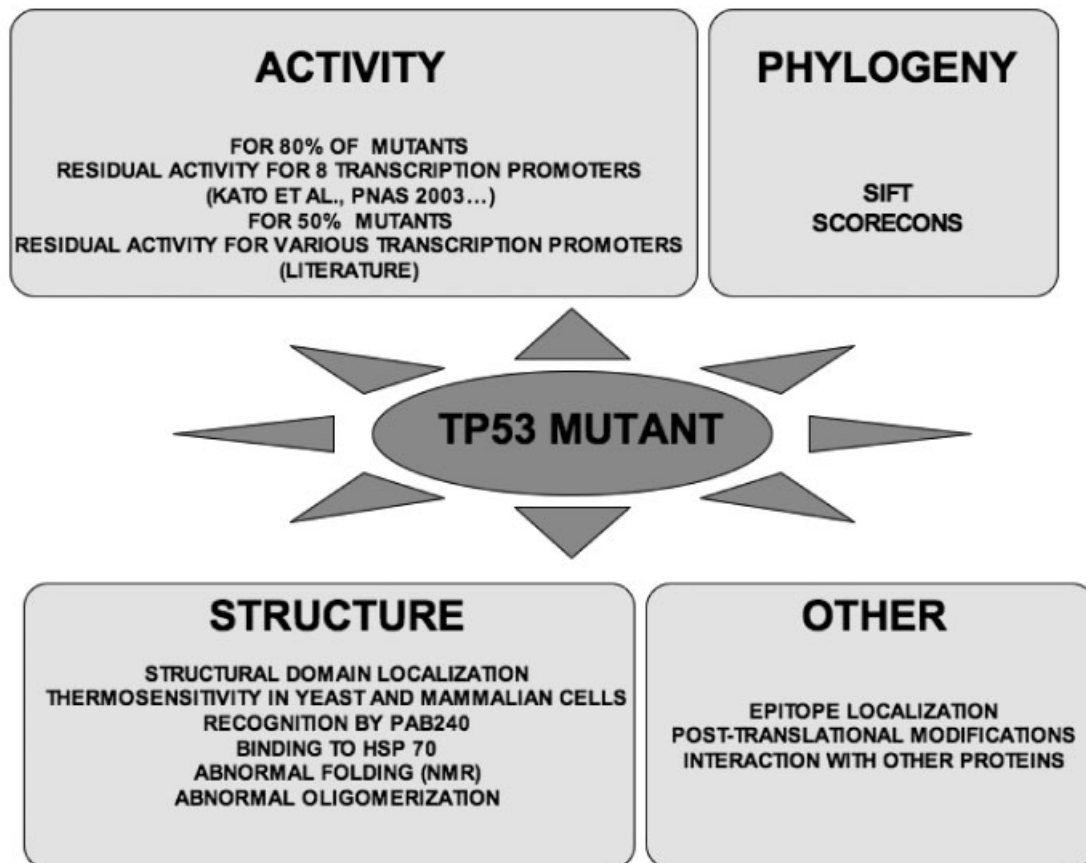 ACTIVITY
FOR 80% OF MUTANTS
RESIDUAL ACTIVITY FOR 8 TRANSCRIPTION PROMOTERS
(KATO ET AL., PNAS 2003...)
FOR 50% MUTANTS
RESIDUAL ACTIVITY FOR VARIOUS TRANSCRIPTION PROMOTERS
(LITERATURE)
PHYLOGENY
SIFT
SCORECONS
TP53 MUTANT
STRUCTURE
STRUCTURAL DOMAIN LOCALIZATION
THERMOSENSITIVITY IN YEAST AND MAMMALIAN CELLS
RECOGNITION BY PAB240
BINDING TO HSP 70
ABNORMAL FOLDING (NMR)
ABNORMAL OLIGOMERIZATION
OTHER
EPITOPE LOCALIZATION
POST-TRANSLATIONAL MODIFICATIONS
INTERACTION WITH OTHER PROTEINS